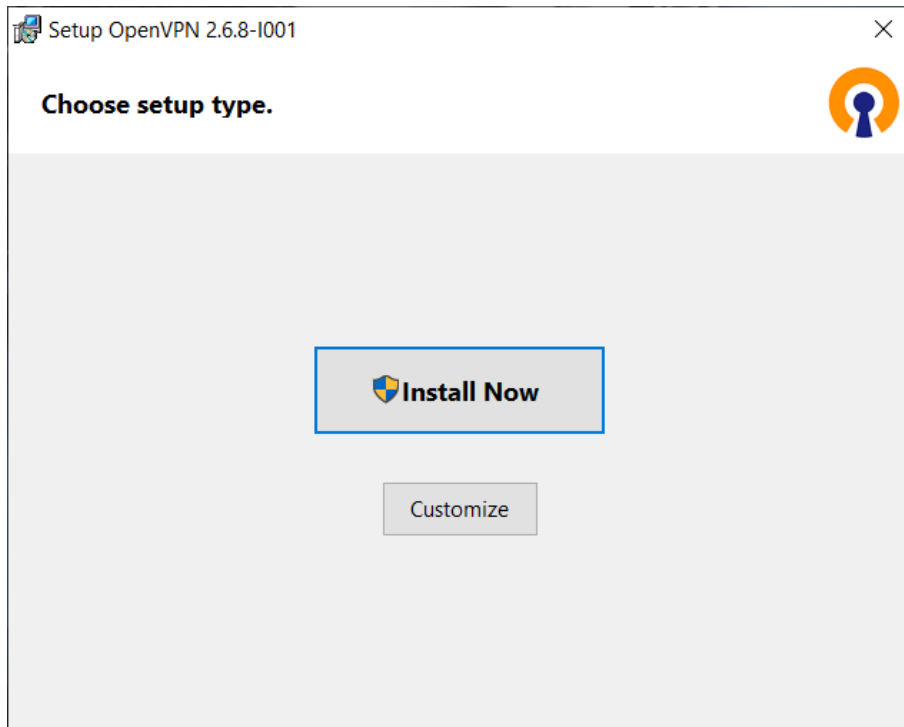 Setup OpenVPN 2.6.8-I001
Choose setup type.
Install Now
Customize